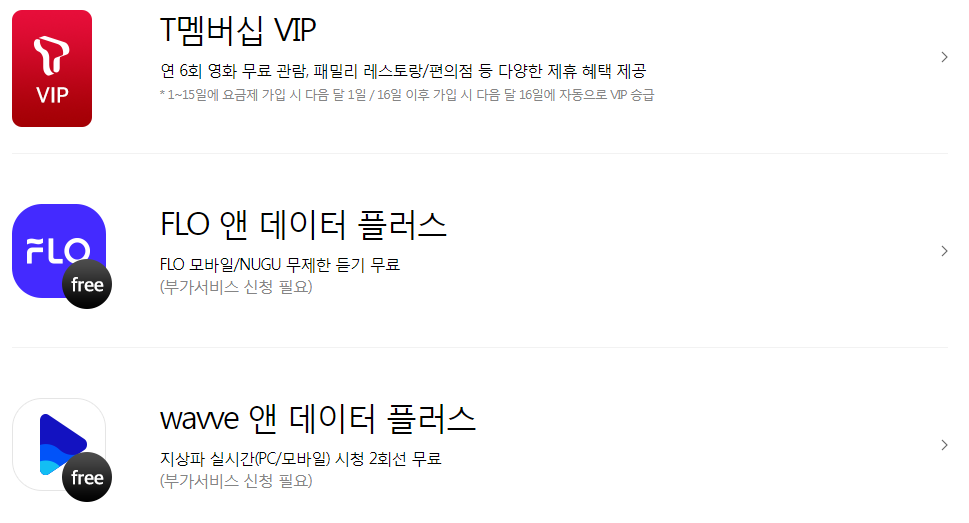 T멤버십 VIP
연 6회 영화 무료 관람, 패밀리 레스토랑/편의점 등 다양한 제휴 혜택 제공
* 1~15일에 요금제 가입 시 다음 달 1일 / 16일 이후 가입 시 다음 달 16일에 자동으로 VIP 승급
VIP
FLO 앤 데이터 플러스
FLO
FLO 모바일/NUGU 무제한 듣기 무료
free
(부가서비스 신청 필요)
wavve 앤 데이터 플러스
지상파 실시간(PC/모바일) 시청 2회선 무료
free
(부가서비스 신청 필요)